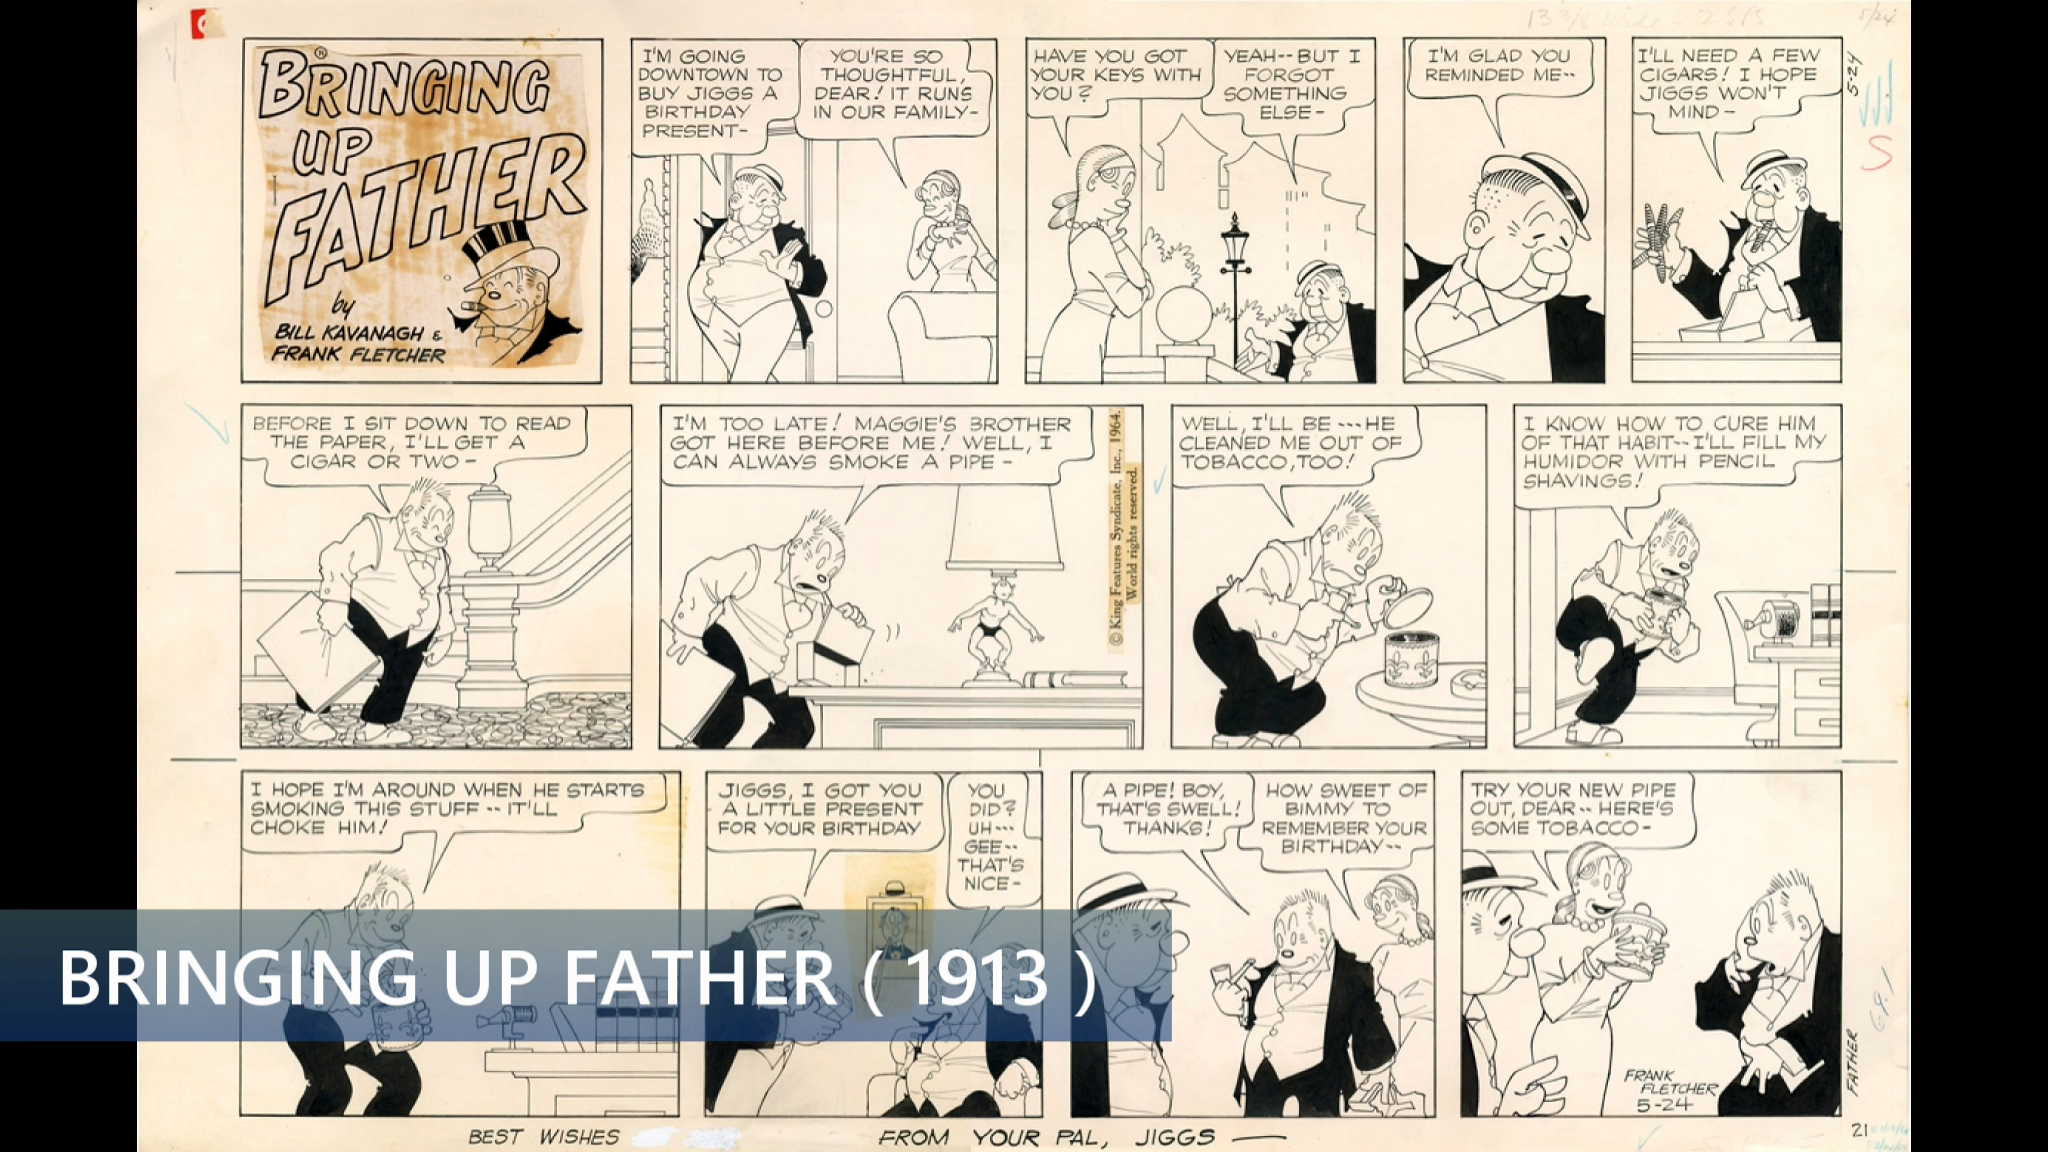 BRINGING
UP
FATHER
by
BILL KAVANAGH &
FRANK FLETCHER
I'M GOING
DOWNTOWN TO
BUY JIGGS A
BIRTHDAY
PRESENT-
YOU'RE SO
THOUGHTFUL,
DEAR! IT RUNS
IN OUR FAMILY-
HAVE YOU GOT
YOUR KEYS WITH
YOU?
YEAH--BUT I
FORGOT
SOMETHING
ELSE-
I'M GLAD YOU
REMINDED ME--
I'LL NEED A FEW
CIGARS! I HOPE
JIGGS WON'T
MIND-
5/24
5-24
S
BEFORE I SIT DOWN TO READ
THE PAPER, I'LL GET A
CIGAR OR TWO-
I'M TOO LATE! MAGGIE'S BROTHER
GOT HERE BEFORE ME! WELL, I
CAN ALWAYS SMOKE A PIPE-
© King Features Syndicate, Inc., 1964.
World rights reserved.
WELL, I'LL BE ---HE
CLEANED ME OUT OF
TOBACCO, TOO!
I KNOW HOW TO CURE HIM
OF THAT HABIT--I'LL FILL MY
HUMIDOR WITH PENCIL
SHAVINGS!
I HOPE I'M AROUND WHEN HE STARTS
SMOKING THIS STUFF--IT'LL
CHOKE HIM!
JIGGS, I GOT YOU
A LITTLE PRESENT
FOR YOUR BIRTHDAY
YOU
DID?
UH---
GEE--
THAT'S
NICE-
A PIPE! BOY,
THAT'S SWELL!
THANKS!
HOW SWEET OF
BIMMY TO
REMEMBER YOUR
BIRTHDAY--
TRY YOUR NEW PIPE
OUT, DEAR--HERE'S
SOME TOBACCO-
FRANK
FLETCHER
5-24
FATHER
21
BRINGING UP FATHER ( 1913 )
BEST WISHES
FROM YOUR PAL, JIGGS —